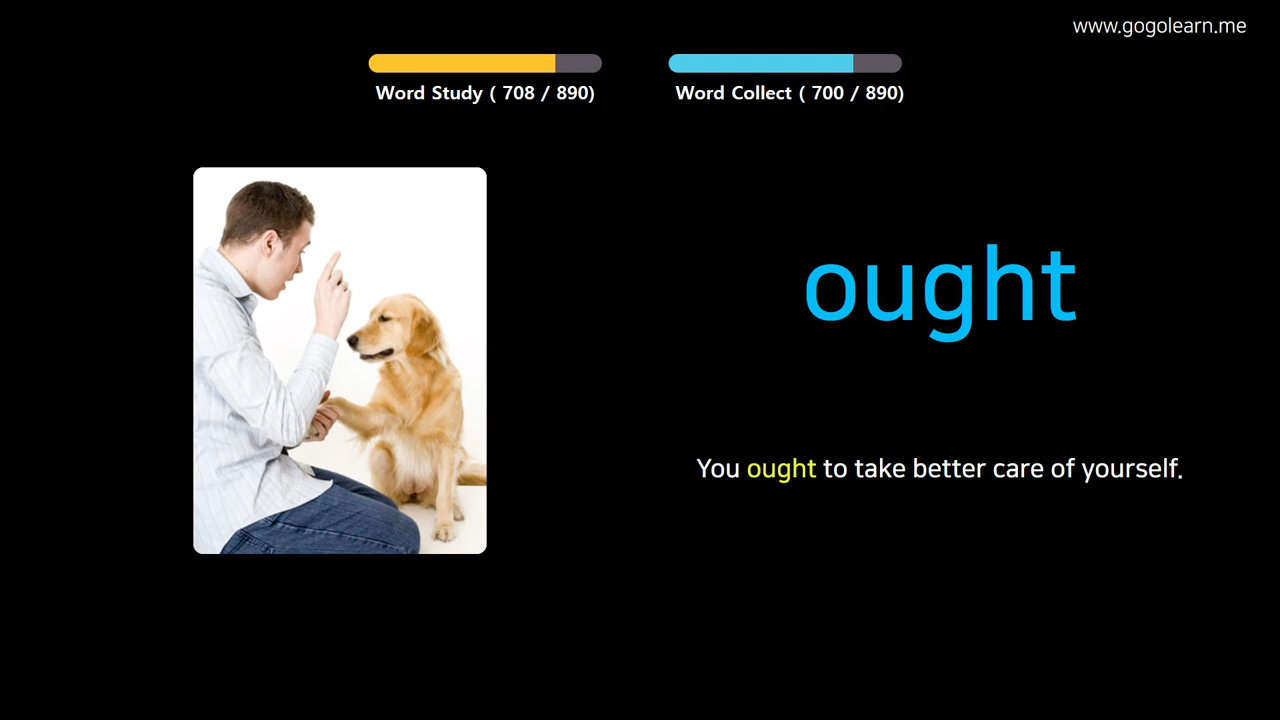 www.gogolearn.me
Word Study ( 708 / 890)
Word Collect ( 700 / 890)
ought
You ought to take better care of yourself.